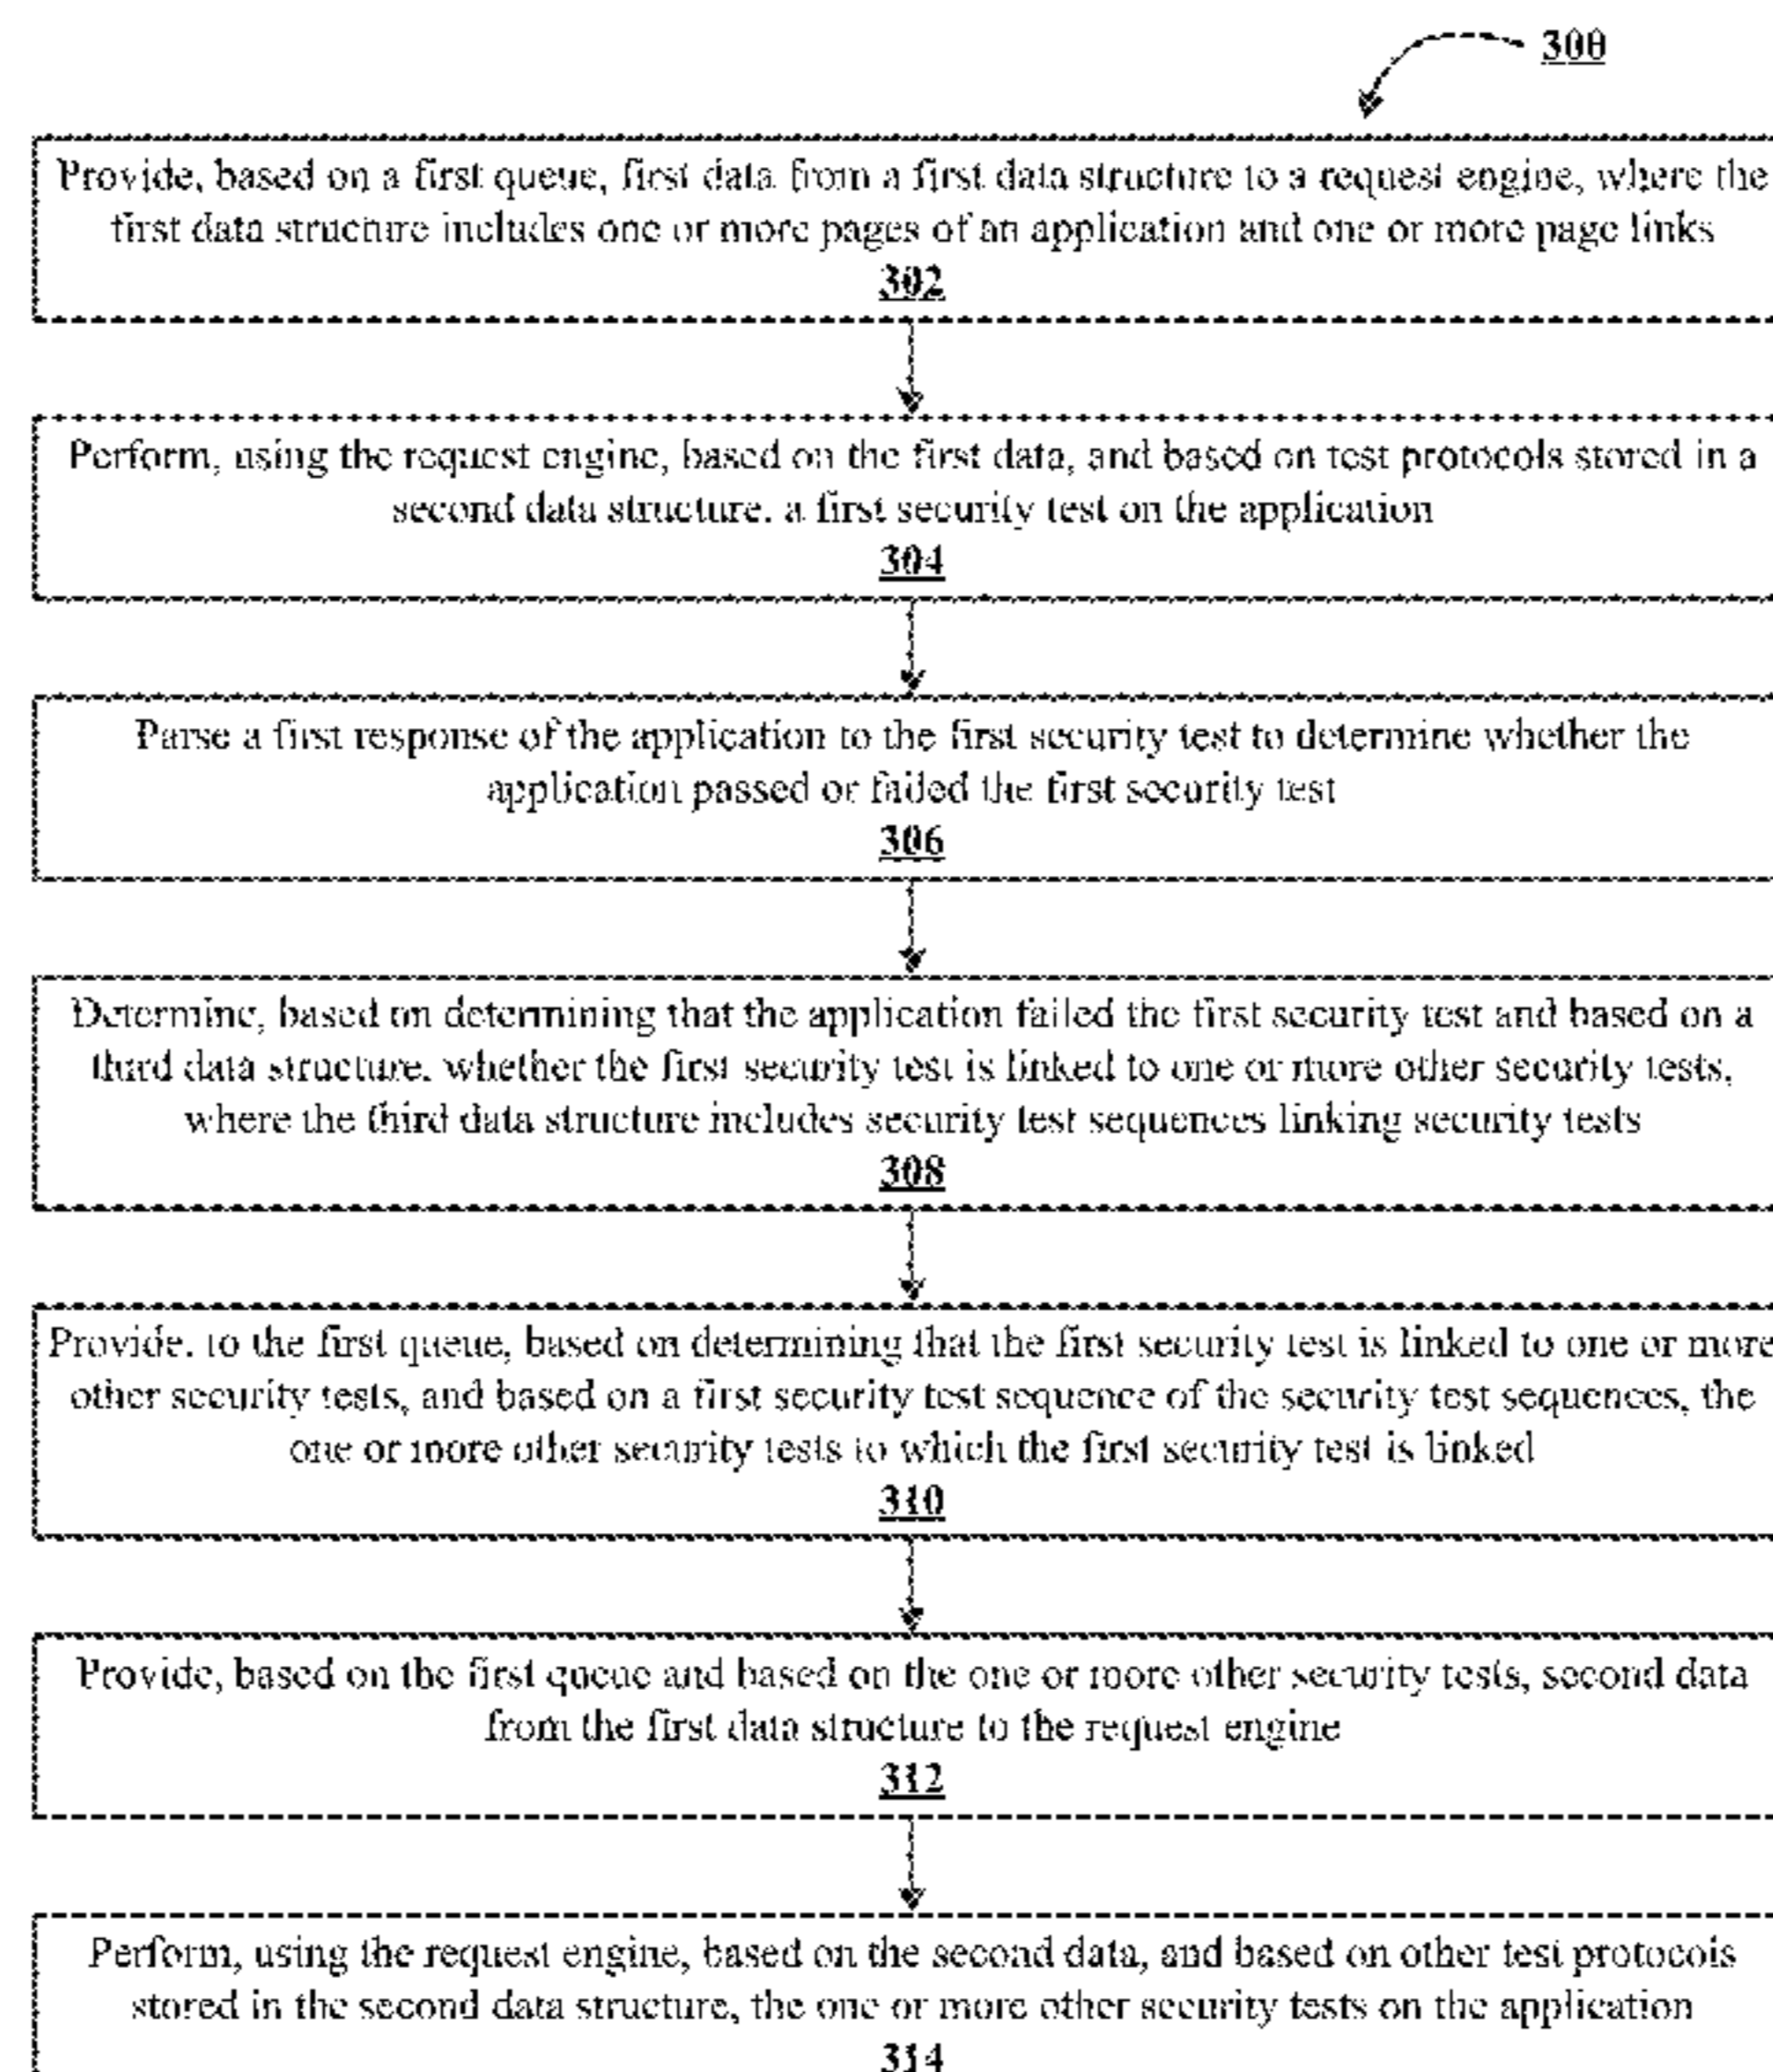 300
Provide, based on a first queue, first data from a first data structure to a request engine, where the
first data structure includes one or more pages of an application and one or more page links
302
Perform, using the request engine, based on the first data, and based on test protocols stored in a
second data structure, a first security test on the application
304
Parse a first response of the application to the first security test to determine whether the
application passed or failed the first security test
306
Determine, based on determining that the application failed the first security test and based on a
third data structure, whether the first security test is linked to one or more other security tests,
where the third data structure includes security test sequences linking security tests
308
Provide, to the first queue, based on determining that the first security test is linked to one or more
other security tests, and based on a first security test sequence of the security test sequences, the
one or more other security tests to which the first security test is linked
310
Provide, based on the first queue and based on the one or more other security tests, second data
from the first data structure to the request engine
312
Perform, using the request engine, based on the second data, and based on other test protocols
stored in the second data structure, the one or more other security tests on the application
314